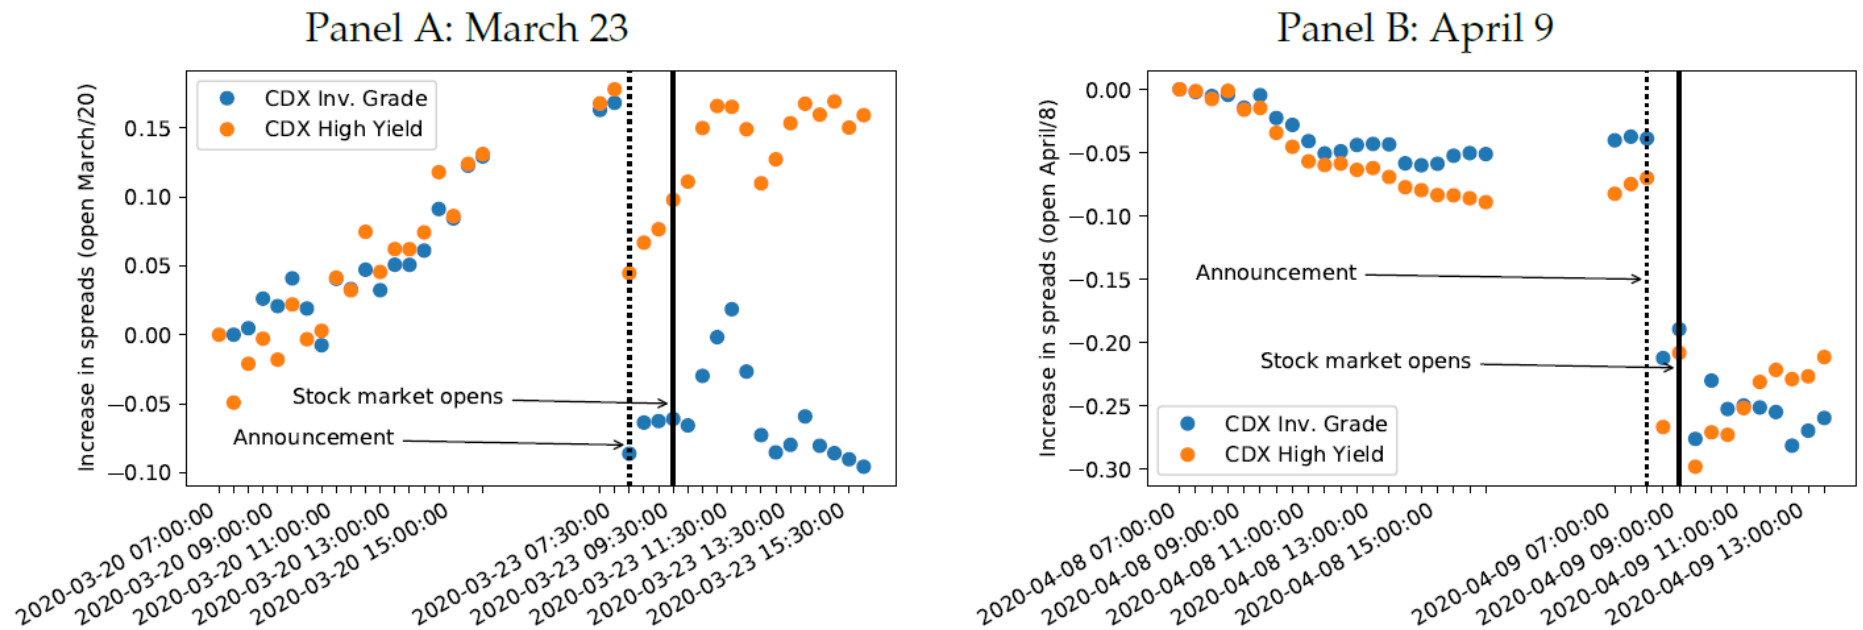 Panel A: March 23
Increase in spreads (open March/20)
0.15
0.10
0.05
0.00
−0.05
−0.10
CDX Inv. Grade
CDX High Yield
Stock market opens
Announcement
2020-03-20 07:00:00
2020-03-20 09:00:00
2020-03-20 11:00:00
2020-03-20 13:00:00
2020-03-20 15:00:00
2020-03-23 07:30:00
2020-03-23 09:30:00
2020-03-23 11:30:00
2020-03-23 13:30:00
2020-03-23 15:30:00
Panel B: April 9
Increase in spreads (open April/8)
0.00
−0.05
−0.10
−0.15
−0.20
−0.25
−0.30
Announcement
Stock market opens
CDX Inv. Grade
CDX High Yield
2020-04-08 07:00:00
2020-04-08 09:00:00
2020-04-08 11:00:00
2020-04-08 13:00:00
2020-04-08 15:00:00
2020-04-09 07:00:00
2020-04-09 09:00:00
2020-04-09 11:00:00
2020-04-09 13:00:00